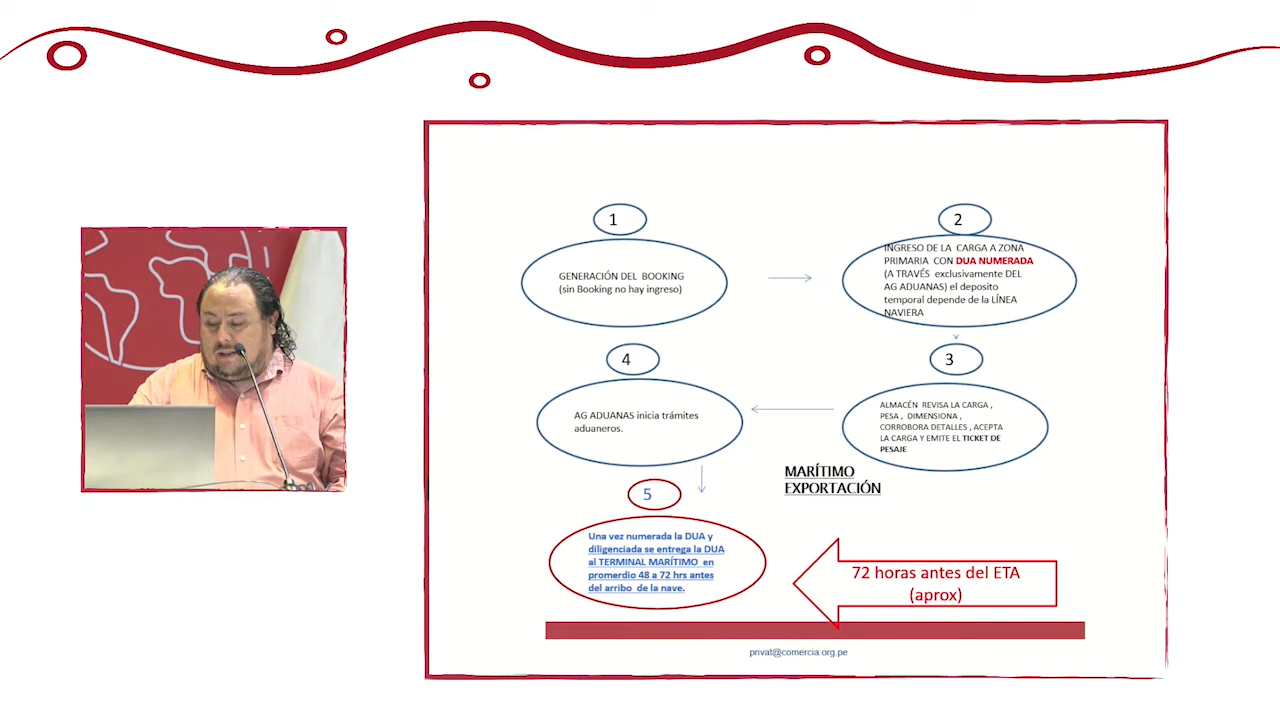 1
GENERACIÓN DEL BOOKING
(sin Booking no hay ingreso)
2
INGRESO DE LA CARGA A ZONA
PRIMARIA CON DUA NUMERADA
(A TRAVÉS exclusivamente DEL
AG ADUANAS) el deposito
temporal depende de la LÍNEA
NAVIERA
3
ALMACÉN REVISA LA CARGA ,
PESA , DIMENSIONA ,
CORROBORA DETALLES , ACEPTA
LA CARGA Y EMITE EL TICKET DE
PESAJE
4
AG ADUANAS inicia trámites
aduaneros.
MARÍTIMO
EXPORTACIÓN
5
Una vez numerada la DUA y
diligenciada se entrega la DUA
al TERMINAL MARÍTIMO en
promerdio 48 a 72 hrs antes
del arribo de la nave.
72 horas antes del ETA
(aprox)
privat@comercia.org.pe